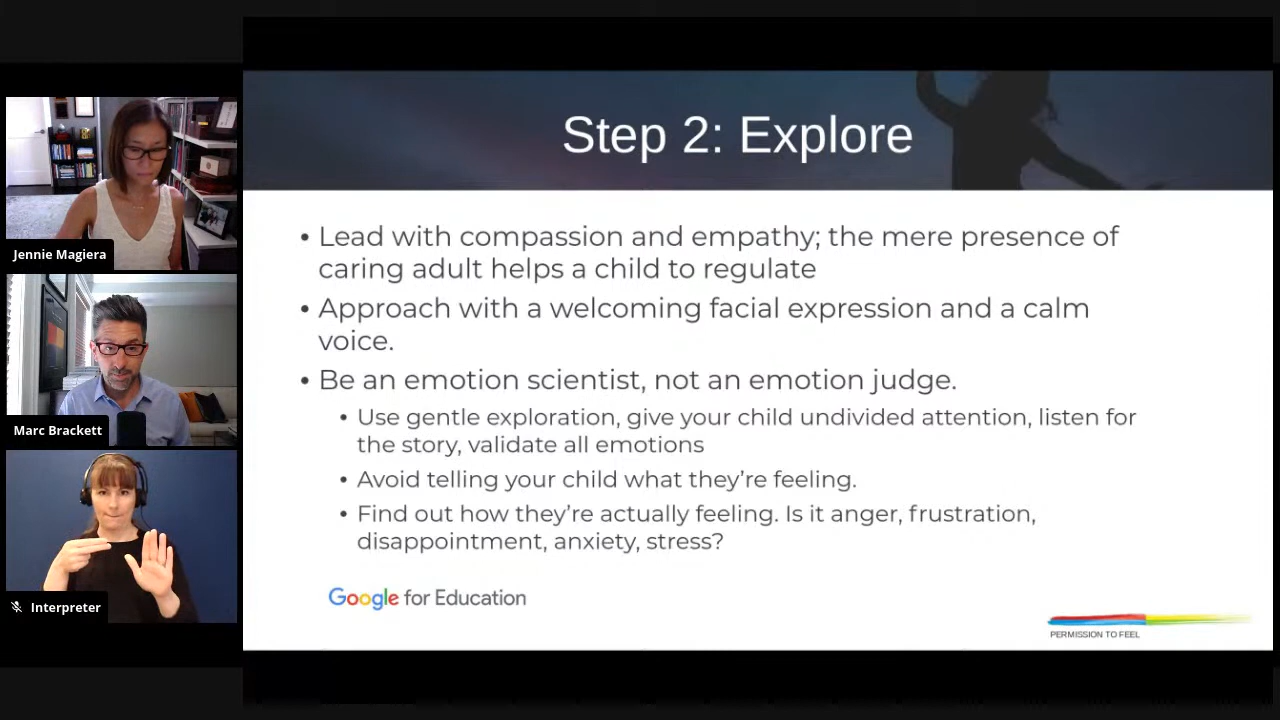 Step 2: Explore
• Lead with compassion and empathy; the mere presence of
caring adult helps a child to regulate
• Approach with a welcoming facial expression and a calm
voice.
• Be an emotion scientist, not an emotion judge.
• Use gentle exploration, give your child undivided attention, listen for
the story, validate all emotions
• Avoid telling your child what they’re feeling.
• Find out how they’re actually feeling. Is it anger, frustration,
disappointment, anxiety, stress?
Google for Education
PERMISSION TO FEEL
Jennie Magiera
Marc Brackett
Interpreter